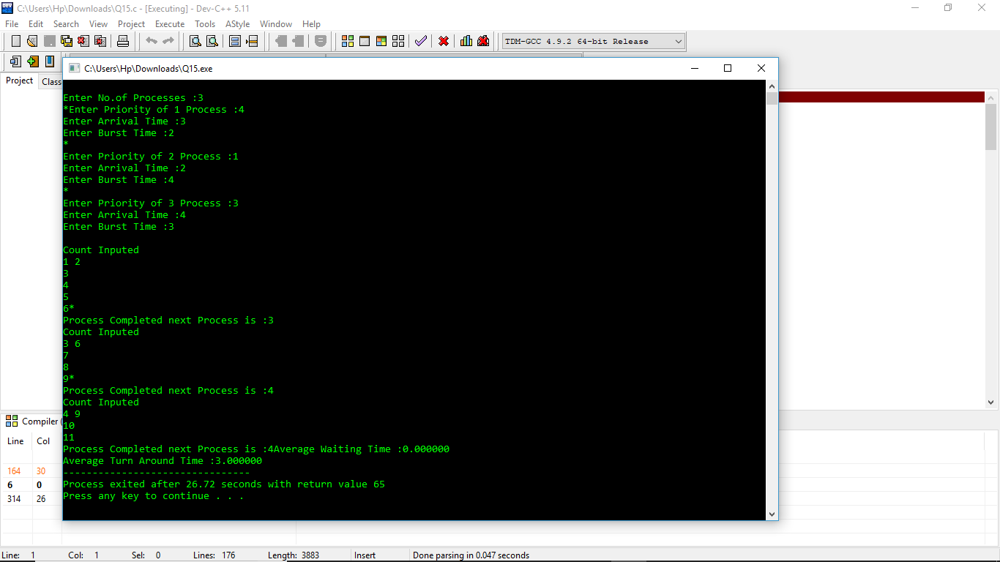 C:\Users\Hp\Downloads\Q15.c - [Executing] - Dev-C++ 5.11
File Edit Search View Project Execute Tools AStyle Window Help
TDM-GCC 4.9.2 64-bit Release
C:\Users\Hp\Downloads\Q15.exe
Project Class
Enter No.of Processes :3
*Enter Priority of 1 Process :4
Enter Arrival Time :3
Enter Burst Time :2
*
Enter Priority of 2 Process :1
Enter Arrival Time :2
Enter Burst Time :4
*
Enter Priority of 3 Process :3
Enter Arrival Time :4
Enter Burst Time :3
Count Inputed
1 2
3
4
5
6*
Process Completed next Process is :3
Count Inputed
3 6
7
8
9*
Process Completed next Process is :4
Count Inputed
4 9
10
11
Process Completed next Process is :4Average Waiting Time :0.000000
Average Turn Around Time :3.000000
--------------------------------
Process exited after 26.72 seconds with return value 65
Press any key to continue . . .
Compiler (
Line Col
164 30
6 0
314 26
Line: 1 Col: 1 Sel: 0 Lines: 176 Length: 3883 Insert Done parsing in 0.047 seconds